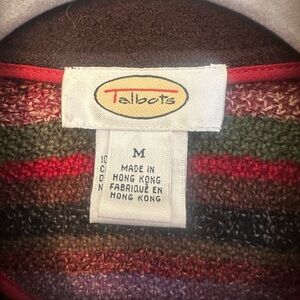 Talbots
M
MADE IN
HONG KONG
FABRIQUÉ EN
HONG KONG